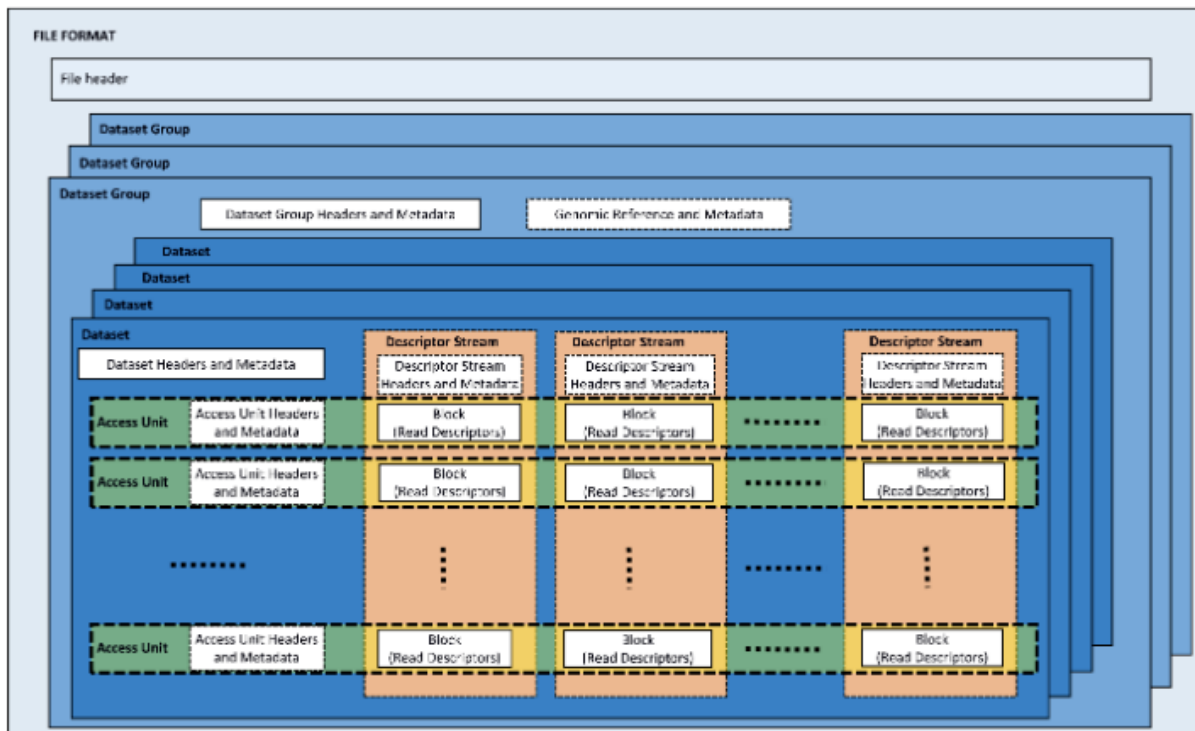 FILE FORMAT
File header
Dataset Group
Dataset Group
Dataset Group
Dataset Group Headers and Metadata
Genomic Reference and Metadata
Dataset
Dataset
Dataset
Dataset
Dataset Headers and Metadata
Descriptor Stream
Descriptor Stream
Descriptor Stream
Descriptor Stream
Headers and Metadata
Descriptor Stream
Headers and Metadata
Descriptor Stream
Headers and Metadata
Access Unit
Access Unit Headers
and Metadata
Block
(Read Descriptors)
Block
(Read Descriptors)
Block
(Read Descriptors)
Access Unit
Access Unit Headers
and Metadata
Block
(Read Descriptors)
Block
(Read Descriptors)
Block
(Read Descriptors)
Access Unit
Access Unit Headers
and Metadata
Block
(Read Descriptors)
Block
(Read Descriptors)
Block
(Read Descriptors)